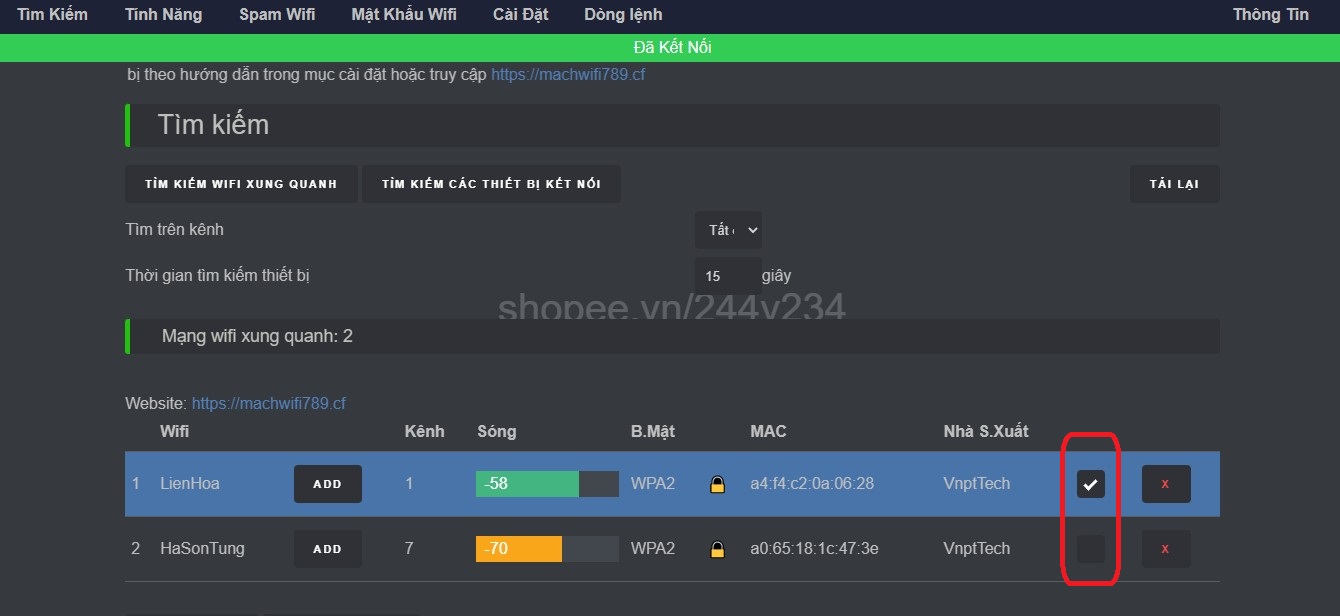 Tìm Kiếm Tính Năng Spam Wifi Mật Khẩu Wifi Cài Đặt Dòng lệnh Thông Tin
Đã Kết Nối
bị theo hướng dẫn trong mục cài đặt hoặc truy cập https://machwifi789.cf
Tìm kiếm
TÌM KIẾM WIFI XUNG QUANH TÌM KIẾM CÁC THIẾT BỊ KẾT NỐI TẢI LẠI
Tìm trên kênh Tất
Thời gian tìm kiếm thiết bị 15 giây
shopee.vn/244v234
Mạng wifi xung quanh: 2
Website: https://machwifi789.cf
Wifi Kênh Sóng B.Mật MAC Nhà S.Xuất
1 LienHoa ADD 1 -58 WPA2 a4:f4:c2:0a:06:28 VnptTech x
2 HaSonTung ADD 7 -70 WPA2 a0:65:18:1c:47:3e VnptTech x